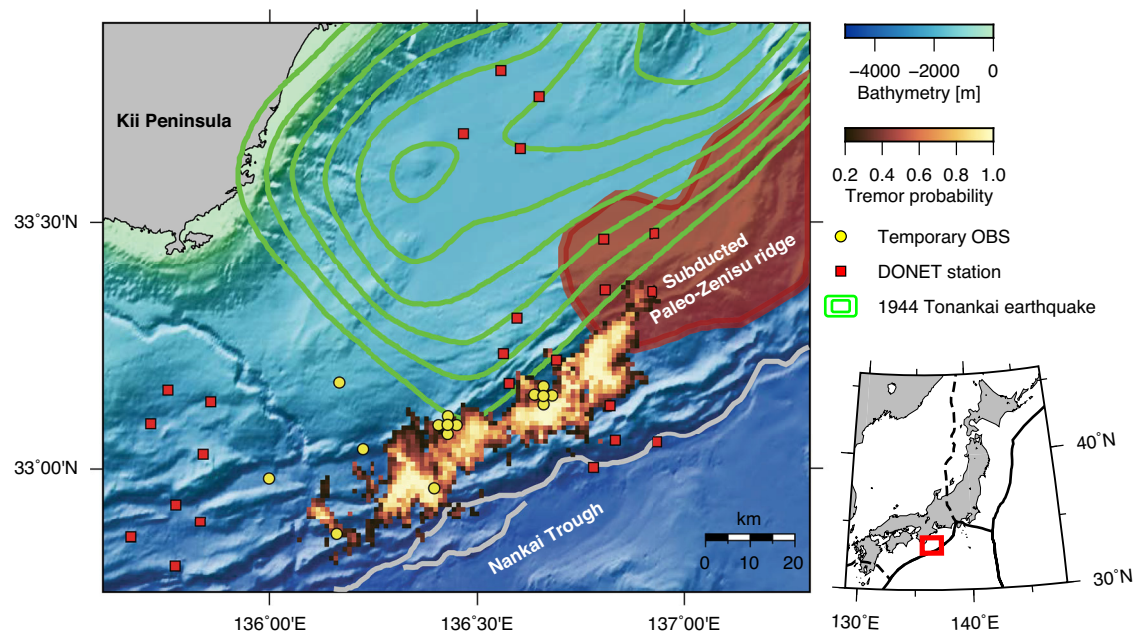 Kii Peninsula
33˚30'N
33˚00'N
136˚00'E
136˚30'E
137˚00'E
Subducted
Paleo-Zenisu ridge
Nankai Trough
km
0 10 20
−4000 −2000 0
Bathymetry [m]
0.2 0.4 0.6 0.8 1.0
Tremor probability
Temporary OBS
DONET station
1944 Tonankai earthquake
40˚N
30˚N
130˚E
140˚E